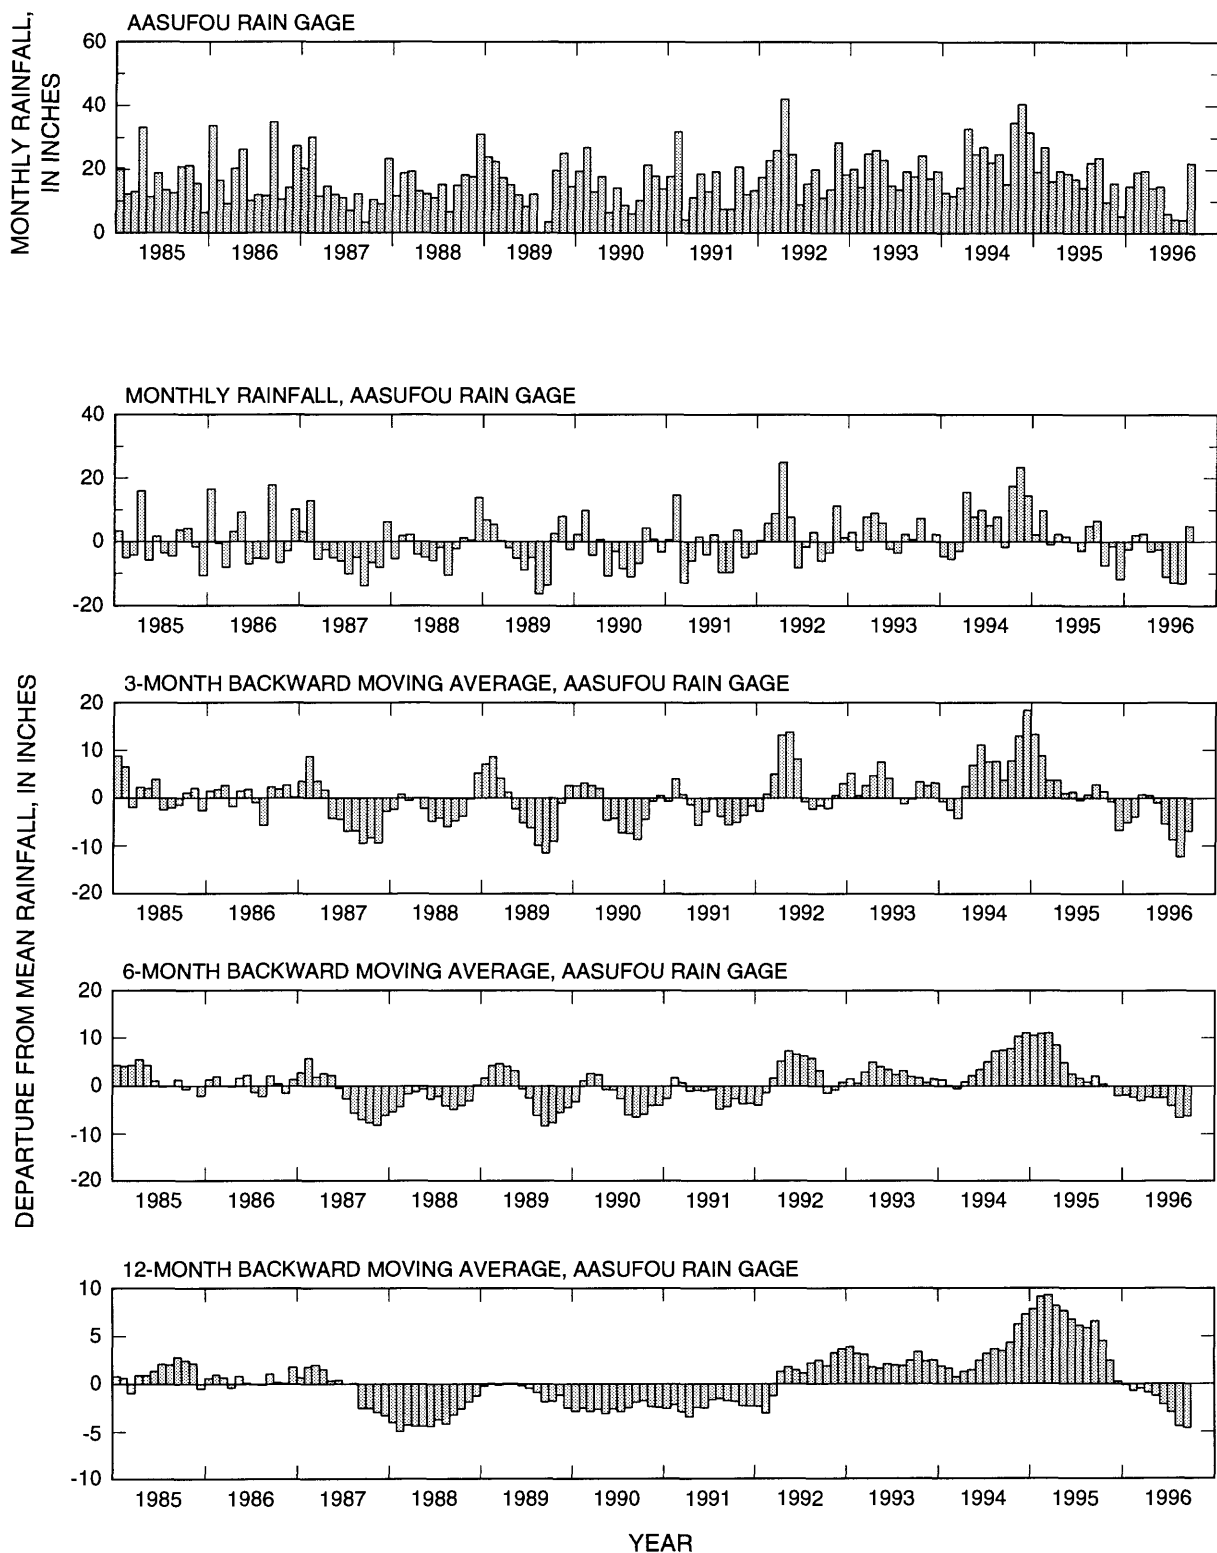 AASUFOU RAIN GAGE
MONTHLY RAINFALL,
IN INCHES
60
40
20
0
1985 1986 1987 1988 1989 1990 1991 1992 1993 1994 1995 1996
MONTHLY RAINFALL, AASUFOU RAIN GAGE
40
20
0
-20
1985 1986 1987 1988 1989 1990 1991 1992 1993 1994 1995 1996
DEPARTURE FROM MEAN RAINFALL, IN INCHES
3-MONTH BACKWARD MOVING AVERAGE, AASUFOU RAIN GAGE
20
10
0
-10
-20
1985 1986 1987 1988 1989 1990 1991 1992 1993 1994 1995 1996
6-MONTH BACKWARD MOVING AVERAGE, AASUFOU RAIN GAGE
20
10
0
-10
-20
1985 1986 1987 1988 1989 1990 1991 1992 1993 1994 1995 1996
12-MONTH BACKWARD MOVING AVERAGE, AASUFOU RAIN GAGE
10
5
0
-5
-10
1985 1986 1987 1988 1989 1990 1991 1992 1993 1994 1995 1996
YEAR